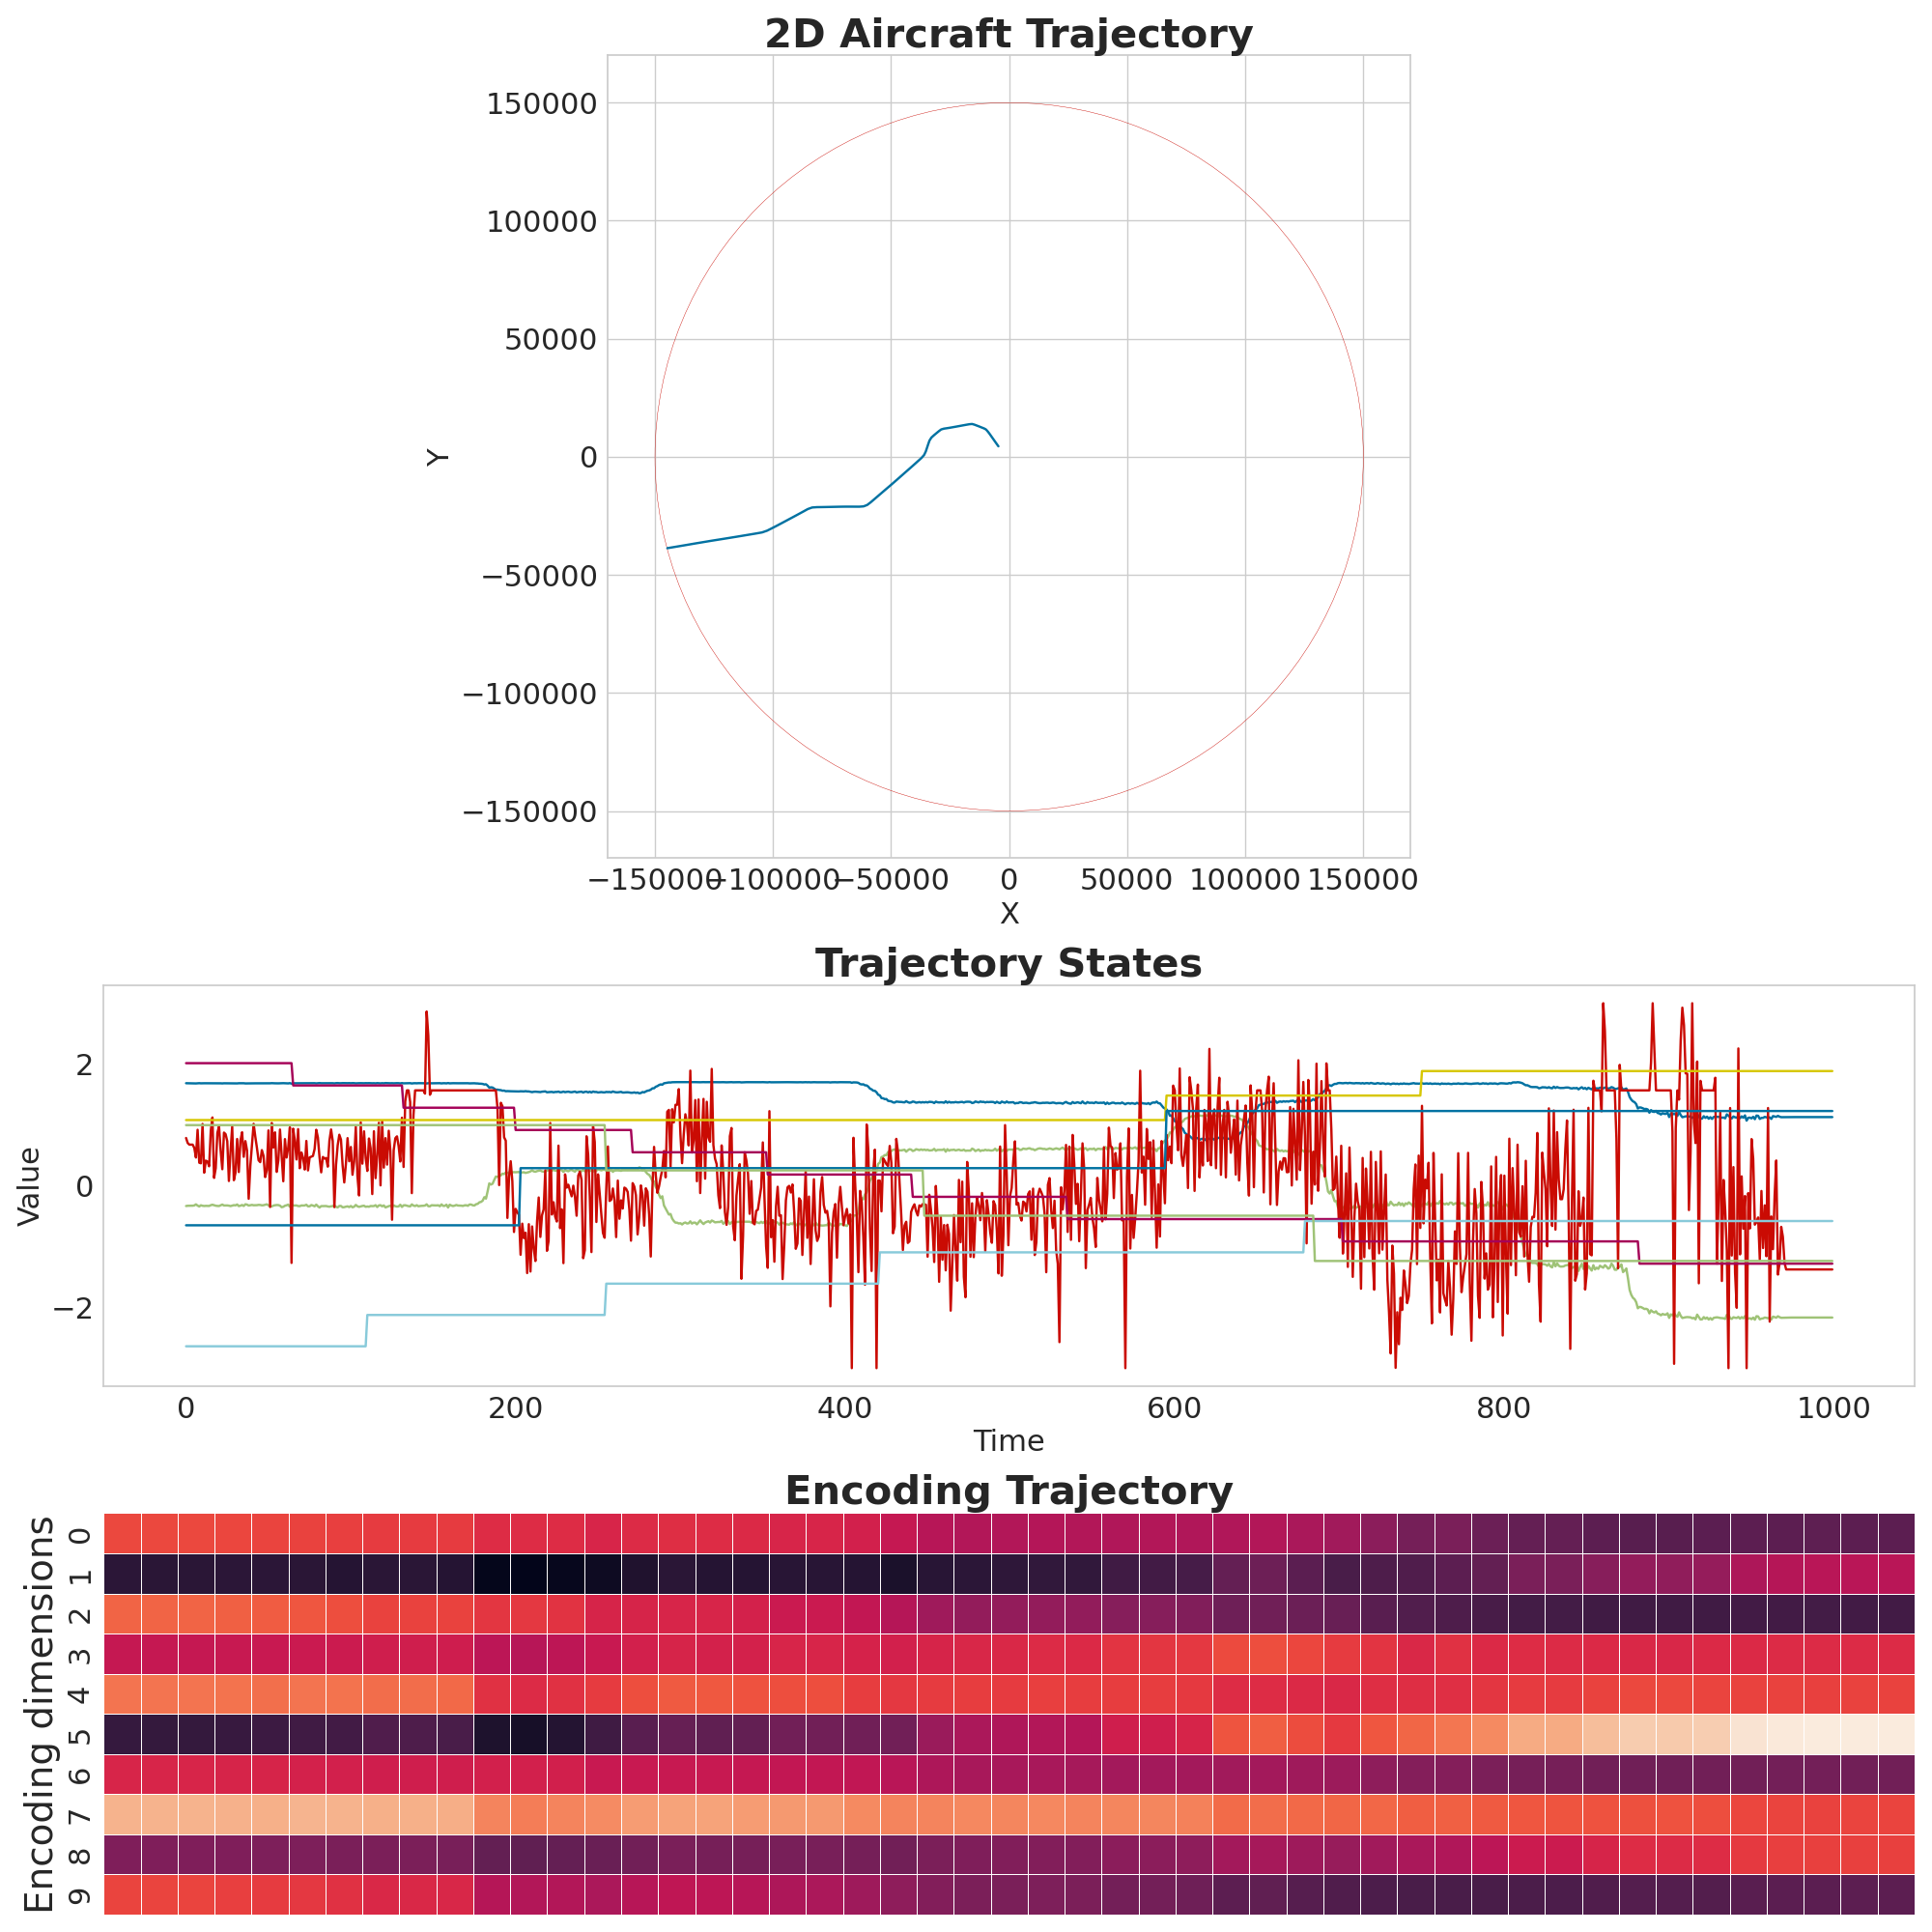 2D Aircraft Trajectory
150000
100000
50000
Y
0
−50000
−100000
−150000
−150000 −100000 −50000 0 50000 100000 150000
X
Trajectory States
2
Value
0
−2
0 200 400 600 800 1000
Time
Encoding Trajectory
Encoding dimensions
0
1
2
3
4
5
6
7
8
9